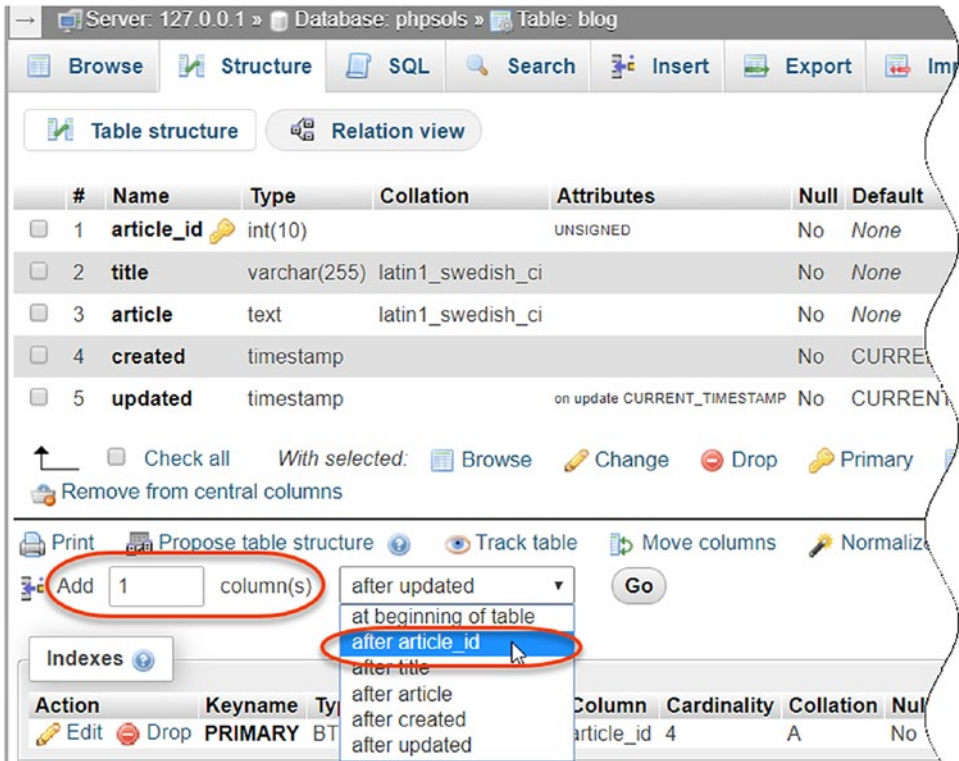 Server: 127.0.0.1 » Database: phpsols » Table: blog
Browse Structure SQL Search Insert Export
Table structure Relation view
# Name Type Collation Attributes Null Default
1 article_id int(10) UNSIGNED No None
2 title varchar(255) latin1_swedish_ci No None
3 article text latin1_swedish_ci No None
4 created timestamp No CURRE
5 updated timestamp on update CURRENT_TIMESTAMP No CURRENT
Check all With selected: Browse Change Drop Primary
Remove from central columns
Print Propose table structure Track table Move columns Normalize
Add 1 column(s) after updated Go
at beginning of table
after article_id
after title
after article
after created
after updated
Indexes
Action Keyname Column Cardinality Collation Nul
Edit Drop PRIMARY BT article_id 4 A No